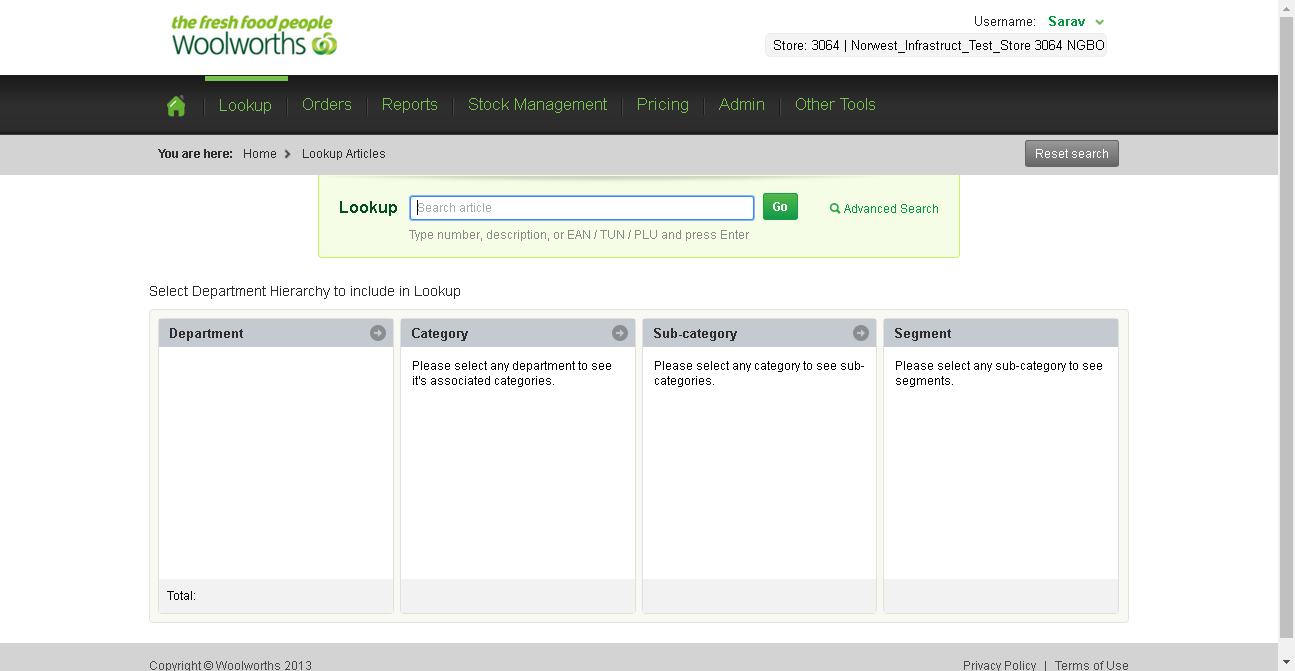 the fresh food people
Woolworths
Username: Sarav
Store: 3064 | Norwest_Infrastruct_Test_Store 3064 NGBO
Lookup Orders Reports Stock Management Pricing Admin Other Tools
You are here: Home Lookup Articles Reset search
Lookup Search article Go Advanced Search
Type number, description, or EAN / TUN / PLU and press Enter
Select Department Hierarchy to include in Lookup
Department Category Sub-category Segment
Please select any department to see
it's associated categories.
Please select any category to see sub-
categories.
Please select any sub-category to see
segments.
Total:
Copyright © Woolworths 2013 Privacy Policy | Terms of Use